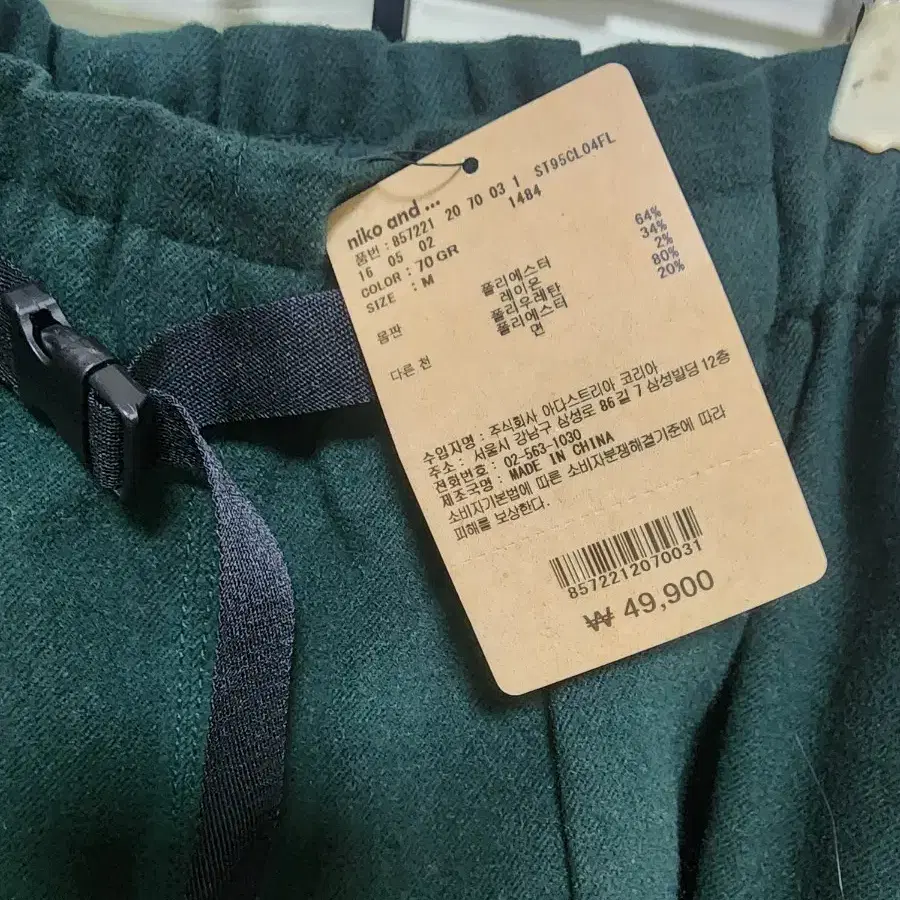 niko and ...
품번 : 857221 20 70 03 1 ST95CL04FL
16 05 02 1484
COLOR : 70 GR
SIZE : M
몸판 폴리에스터 64%
레이온 34%
폴리우레탄 2%
다른 천 폴리에스터 80%
면 20%
수입자명 : 주식회사 아다스트리아 코리아
주소 : 서울시 강남구 삼성로 86길 7 삼성빌딩 12층
전화번호 : 02-563-1030
제조국명 : MADE IN CHINA
소비자기본법에 따른 소비자분쟁해결기준에 따라
피해를 보상한다.
8572212070031
₩ 49,900